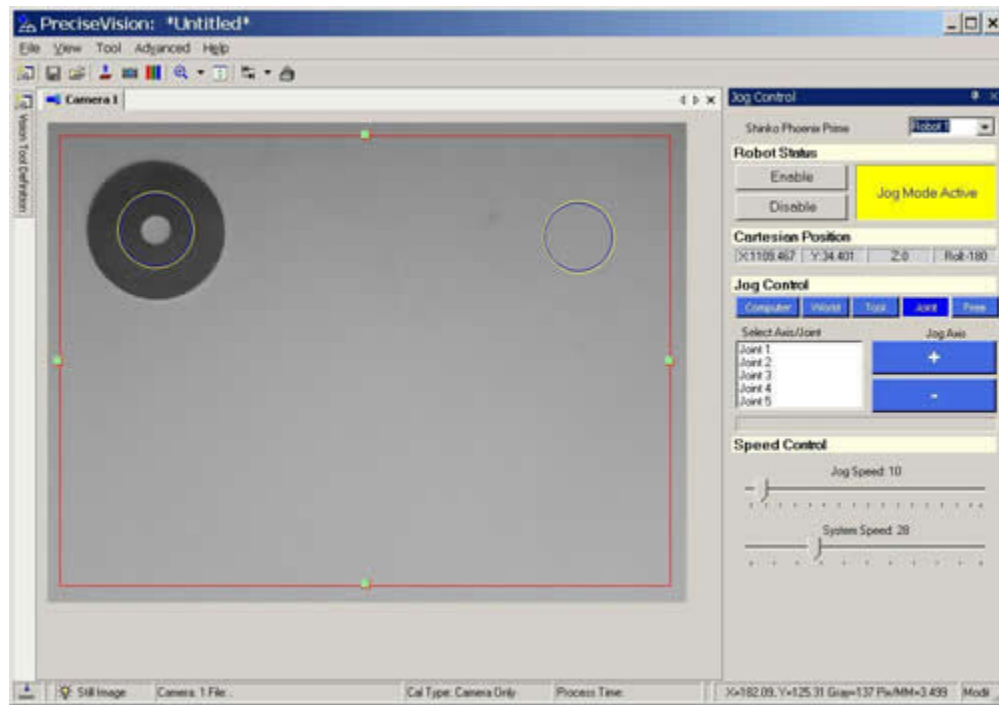 PreciseVision: *Untitled*
File View Tool Advanced Help
Camera 1
Jog Control
Vision Tool Definition
Shinko Phoenix Prime Robot 1
Robot Status
Enable
Jog Mode Active
Disable
Cartesian Position
X:1109.467 Y:34.401 Z:0 Roll:-180
Jog Control
Computer World Tool Joint Free
Select Axis/Joint Jog Axis
Joint 1
+
Joint 2
Joint 3
Joint 4
-
Joint 5
Speed Control
Jog Speed: 10
System Speed: 28
Still Image Camera: 1 File: Cal Type: Camera Only Process Time: X=182.09, Y=125.31 Gray=137 Pix/MM=3.499 Modi